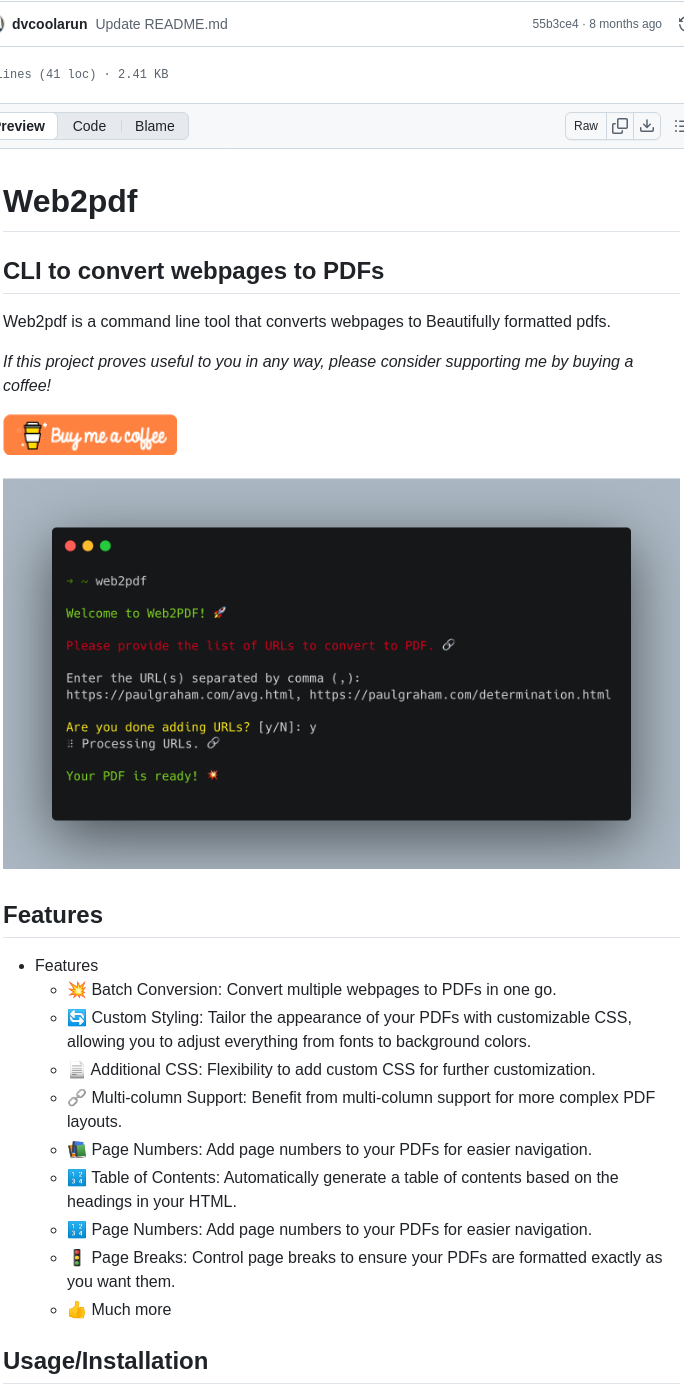 dvcoolarun Update README.md 55b3ce4 · 8 months ago
lines (41 loc) · 2.41 KB
Preview Code Blame Raw
Web2pdf
CLI to convert webpages to PDFs
Web2pdf is a command line tool that converts webpages to Beautifully formatted pdfs.
If this project proves useful to you in any way, please consider supporting me by buying a
coffee!
Buy me a coffee
→ ~ web2pdf
Welcome to Web2PDF! 🚀
Please provide the list of URLs to convert to PDF. 🔗
Enter the URL(s) separated by comma (,):
https://paulgraham.com/avg.html, https://paulgraham.com/determination.html
Are you done adding URLs? [y/N]: y
⠽ Processing URLs. 🔗
Your PDF is ready! 💥
Features
• Features
◦ 💥 Batch Conversion: Convert multiple webpages to PDFs in one go.
◦ 🔄 Custom Styling: Tailor the appearance of your PDFs with customizable CSS,
allowing you to adjust everything from fonts to background colors.
◦ 📄 Additional CSS: Flexibility to add custom CSS for further customization.
◦ 🔗 Multi-column Support: Benefit from multi-column support for more complex PDF
layouts.
◦ 📚 Page Numbers: Add page numbers to your PDFs for easier navigation.
◦ 🔢 Table of Contents: Automatically generate a table of contents based on the
headings in your HTML.
◦ 🔢 Page Numbers: Add page numbers to your PDFs for easier navigation.
◦ 🚦 Page Breaks: Control page breaks to ensure your PDFs are formatted exactly as
you want them.
◦ 👍 Much more
Usage/Installation